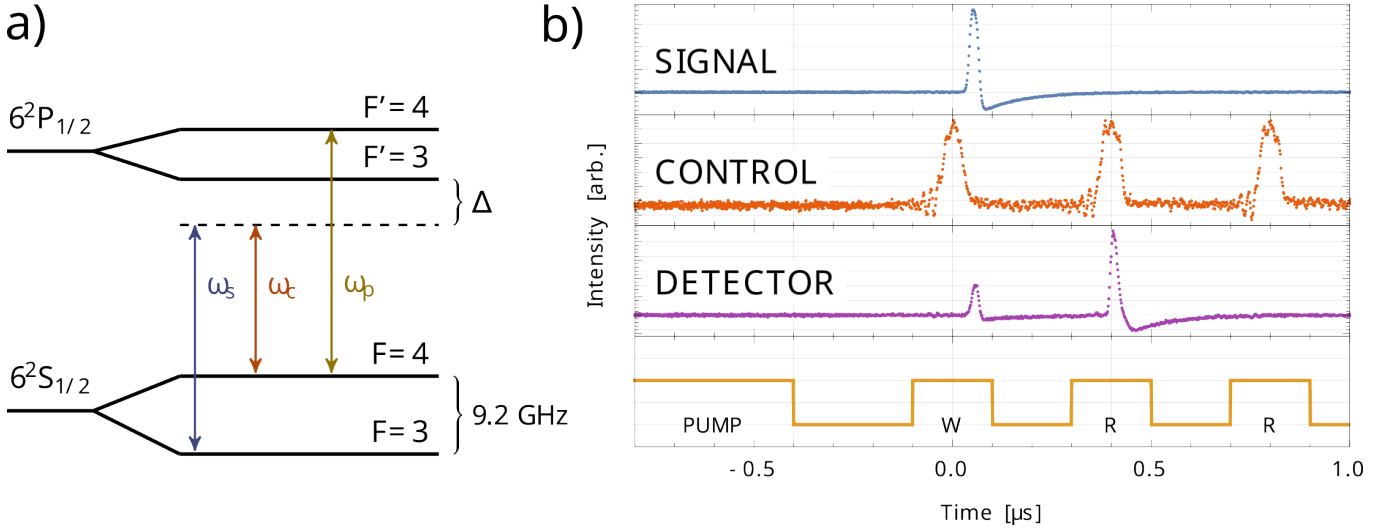 a)
6²P₁/₂
F' = 4
F' = 3
Δ
ωs
ωc
ωp
6²S₁/₂
F = 4
F = 3
9.2 GHz
b)
SIGNAL
CONTROL
DETECTOR
PUMP
W
R
R
Intensity [arb.]
- 0.5
0.0
0.5
1.0
Time [μs]